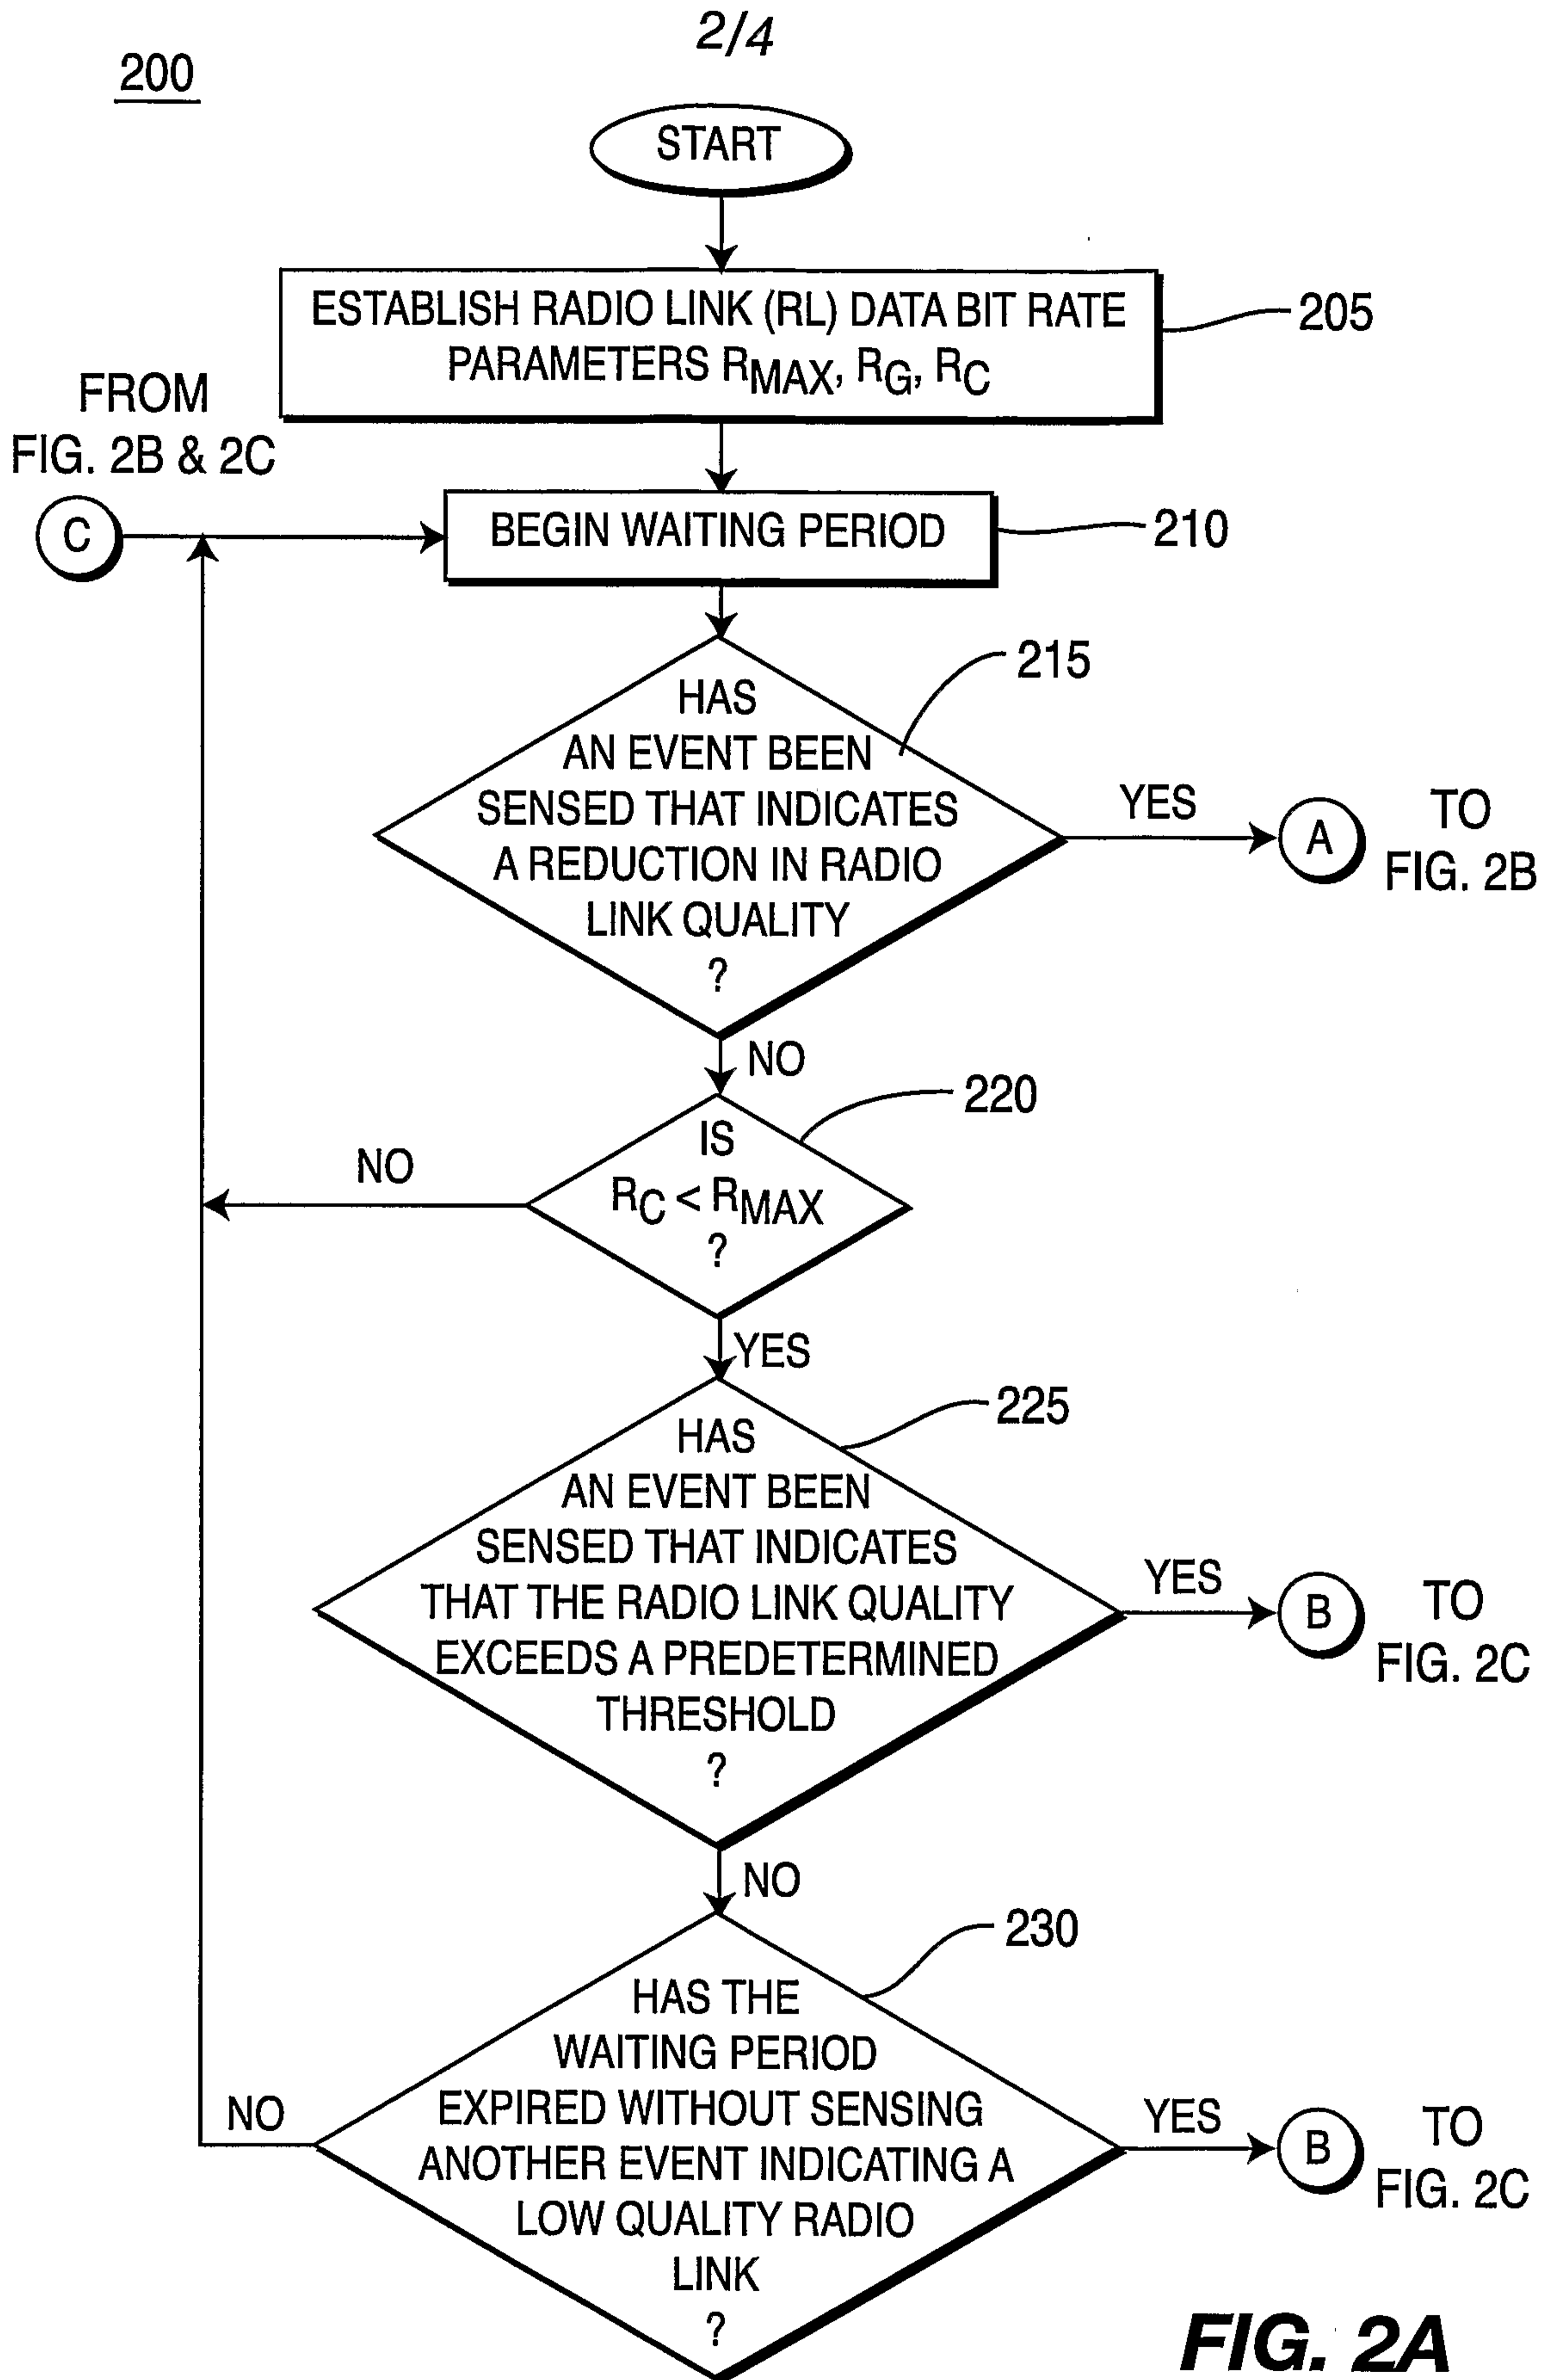 2/4
200
START
ESTABLISH RADIO LINK (RL) DATA BIT RATE
PARAMETERS RMAX, RG, RC
205
FROM
FIG. 2B & 2C
C
BEGIN WAITING PERIOD
210
HAS
AN EVENT BEEN
SENSED THAT INDICATES
A REDUCTION IN RADIO
LINK QUALITY
?
215
YES
A
TO
FIG. 2B
NO
IS
RC < RMAX
?
220
NO
YES
HAS
AN EVENT BEEN
SENSED THAT INDICATES
THAT THE RADIO LINK QUALITY
EXCEEDS A PREDETERMINED
THRESHOLD
?
225
YES
B
TO
FIG. 2C
NO
HAS THE
WAITING PERIOD
EXPIRED WITHOUT SENSING
ANOTHER EVENT INDICATING A
LOW QUALITY RADIO
LINK
?
230
NO
YES
B
TO
FIG. 2C
FIG. 2A